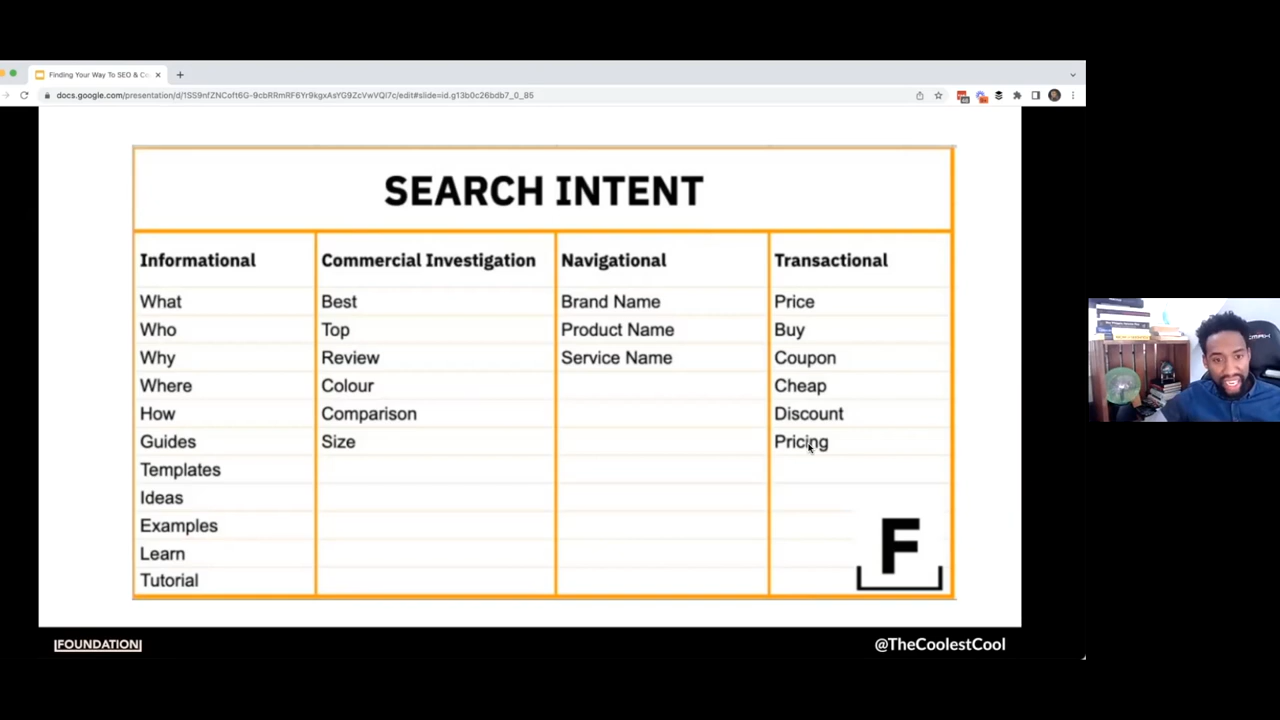 Finding Your Way To SEO & Co
docs.google.com/presentation/d/1SS9nfZNCoft6G-9cbRRmRF6Yr9kgxAsYG9ZcVwVQI7c/edit#slide=id.g13b0c26bdb7_0_85
SEARCH INTENT
Informational Commercial Investigation Navigational Transactional
What Best Brand Name Price
Who Top Product Name Buy
Why Review Service Name Coupon
Where Colour Cheap
How Comparison Discount
Guides Size Pricing
Templates
Ideas
Examples
Learn
Tutorial
F
|FOUNDATION|
@TheCoolestCool